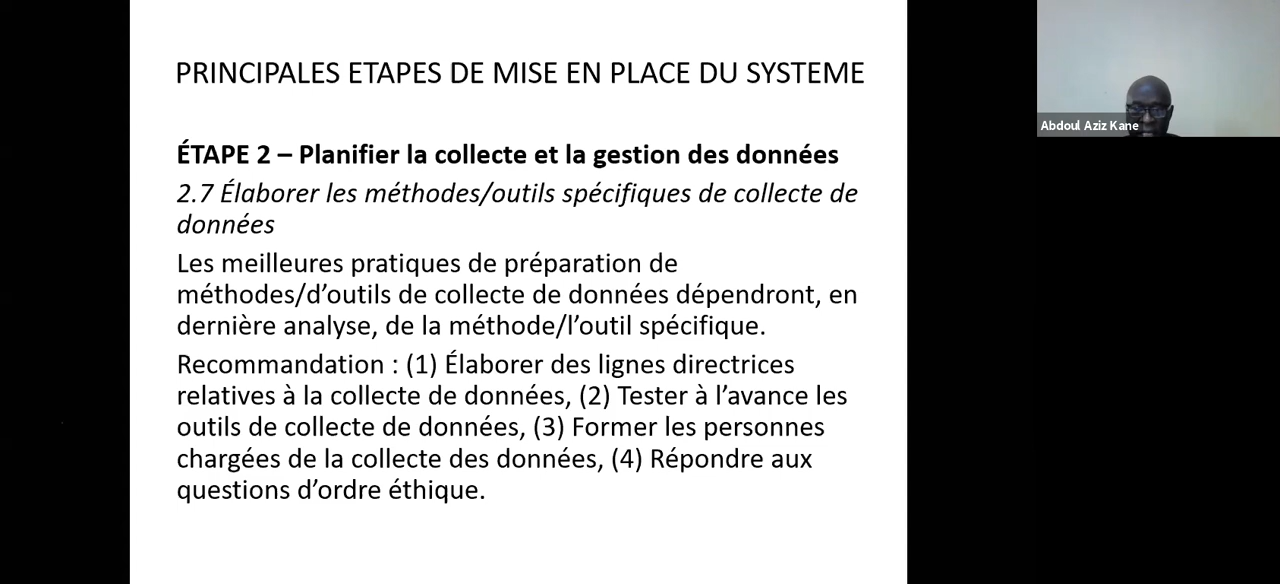 PRINCIPALES ETAPES DE MISE EN PLACE DU SYSTEME
Abdoul Aziz Kane
ÉTAPE 2 – Planifier la collecte et la gestion des données
2.7 Élaborer les méthodes/outils spécifiques de collecte de
données
Les meilleures pratiques de préparation de
méthodes/d’outils de collecte de données dépendront, en
dernière analyse, de la méthode/l’outil spécifique.
Recommandation : (1) Élaborer des lignes directrices
relatives à la collecte de données, (2) Tester à l’avance les
outils de collecte de données, (3) Former les personnes
chargées de la collecte des données, (4) Répondre aux
questions d’ordre éthique.